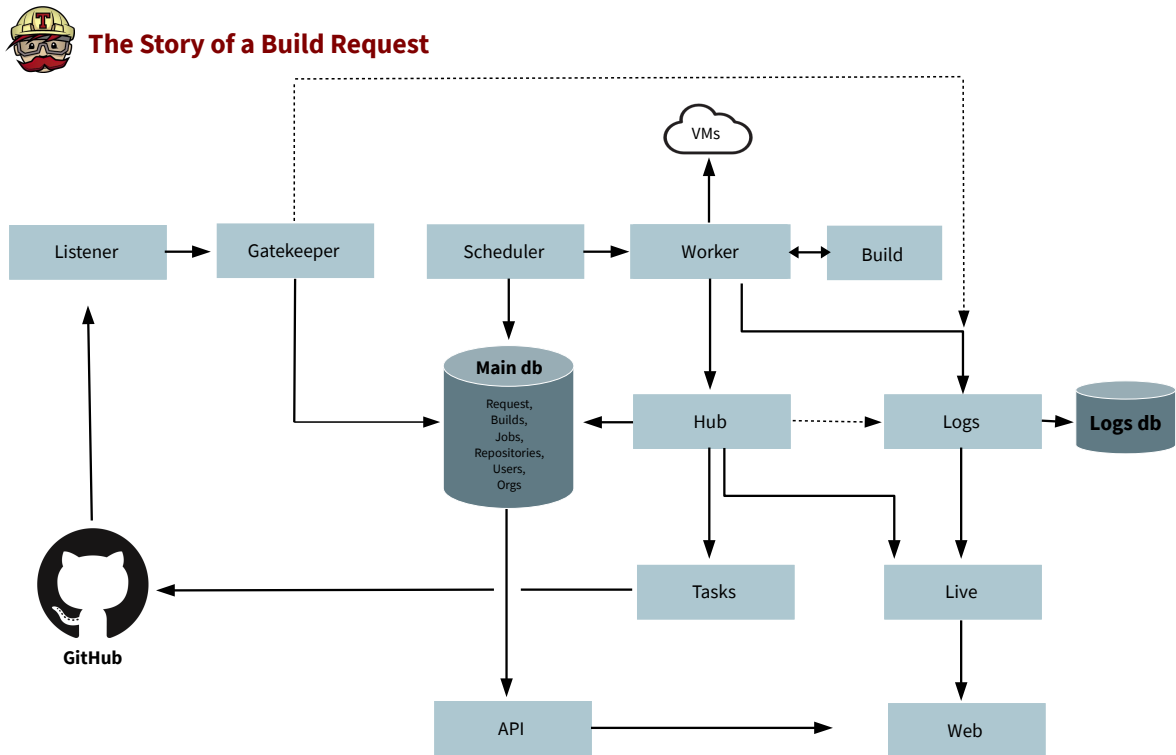 T
The Story of a Build Request
VMs
Listener
Gatekeeper
Scheduler
Worker
Build
Main db
Request,
Builds,
Jobs,
Repositories,
Users,
Orgs
Hub
Logs
Logs db
Tasks
Live
GitHub
API
Web